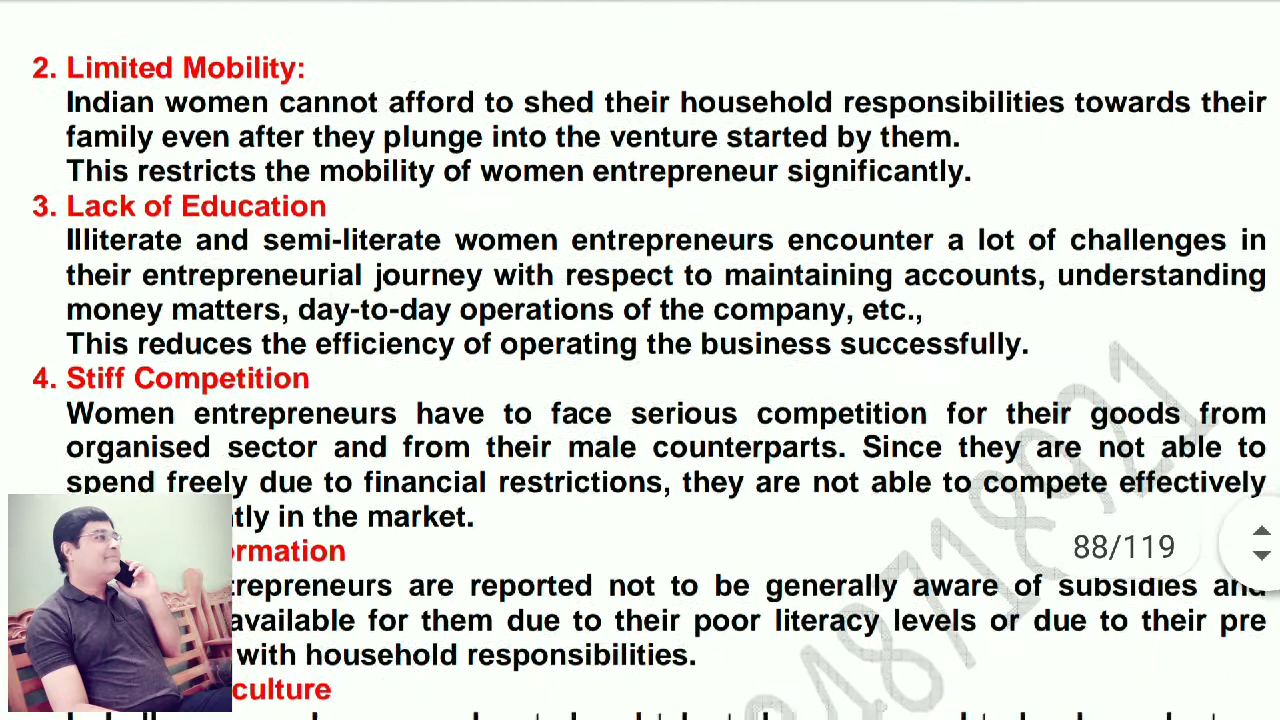 2. Limited Mobility:
Indian women cannot afford to shed their household responsibilities towards their
family even after they plunge into the venture started by them.
This restricts the mobility of women entrepreneur significantly.
3. Lack of Education
Illiterate and semi-literate women entrepreneurs encounter a lot of challenges in
their entrepreneurial journey with respect to maintaining accounts, understanding
money matters, day-to-day operations of the company, etc.,
This reduces the efficiency of operating the business successfully.
4. Stiff Competition
Women entrepreneurs have to face serious competition for their goods from
organised sector and from their male counterparts. Since they are not able to
spend freely due to financial restrictions, they are not able to compete effectively
tly in the market.
88/119
ormation
trepreneurs are reported not to be generally aware of subsidies and
available for them due to their poor literacy levels or due to their pre
with household responsibilities.
culture